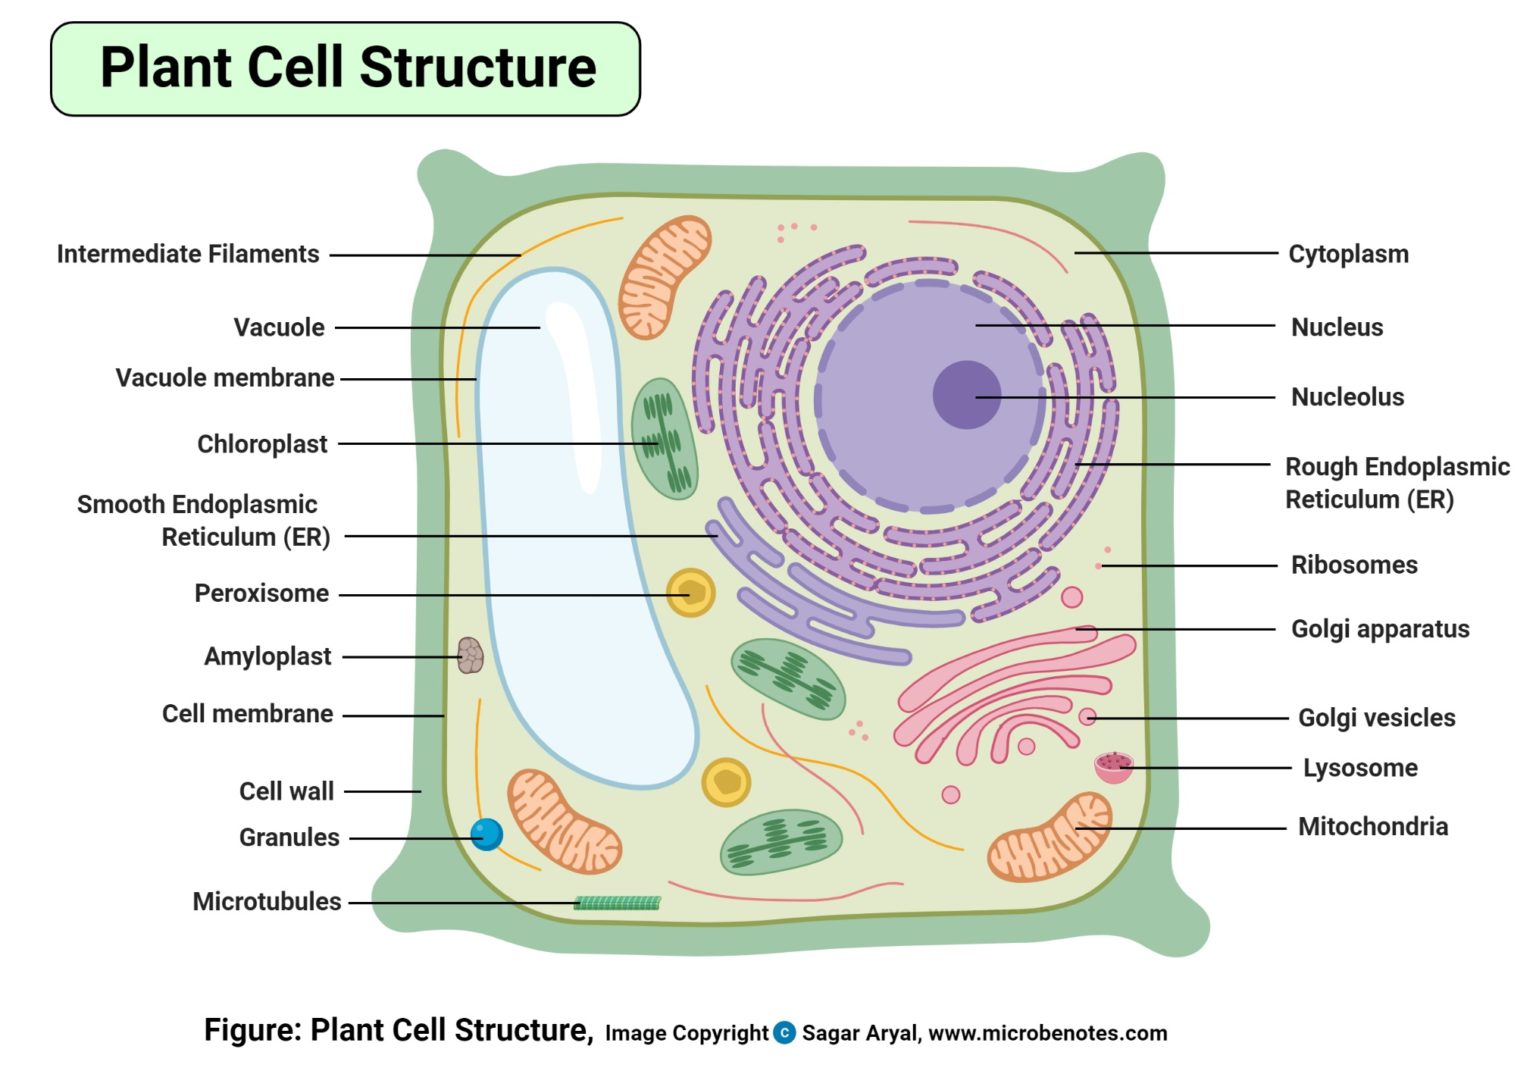 Plant Cell Structure
Intermediate Filaments
Vacuole
Vacuole membrane
Chloroplast
Smooth Endoplasmic
Reticulum (ER)
Peroxisome
Amyloplast
Cell membrane
Cell wall
Granules
Microtubules
Cytoplasm
Nucleus
Nucleolus
Rough Endoplasmic
Reticulum (ER)
Ribosomes
Golgi apparatus
Golgi vesicles
Lysosome
Mitochondria
Figure: Plant Cell Structure, Image Copyright © Sagar Aryal, www.microbenotes.com